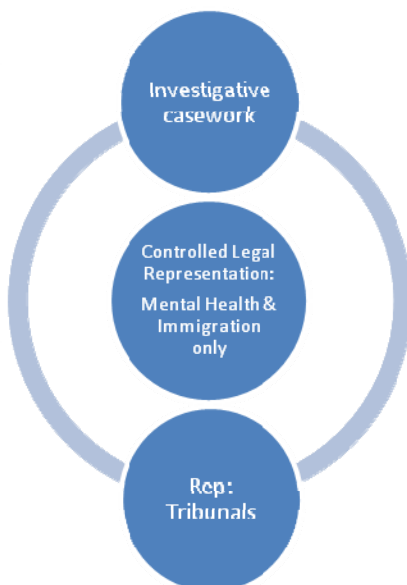 Investigative
casework
Controlled Legal
Representation:
Mental Health &
Immigration
only
Rep:
Tribunals